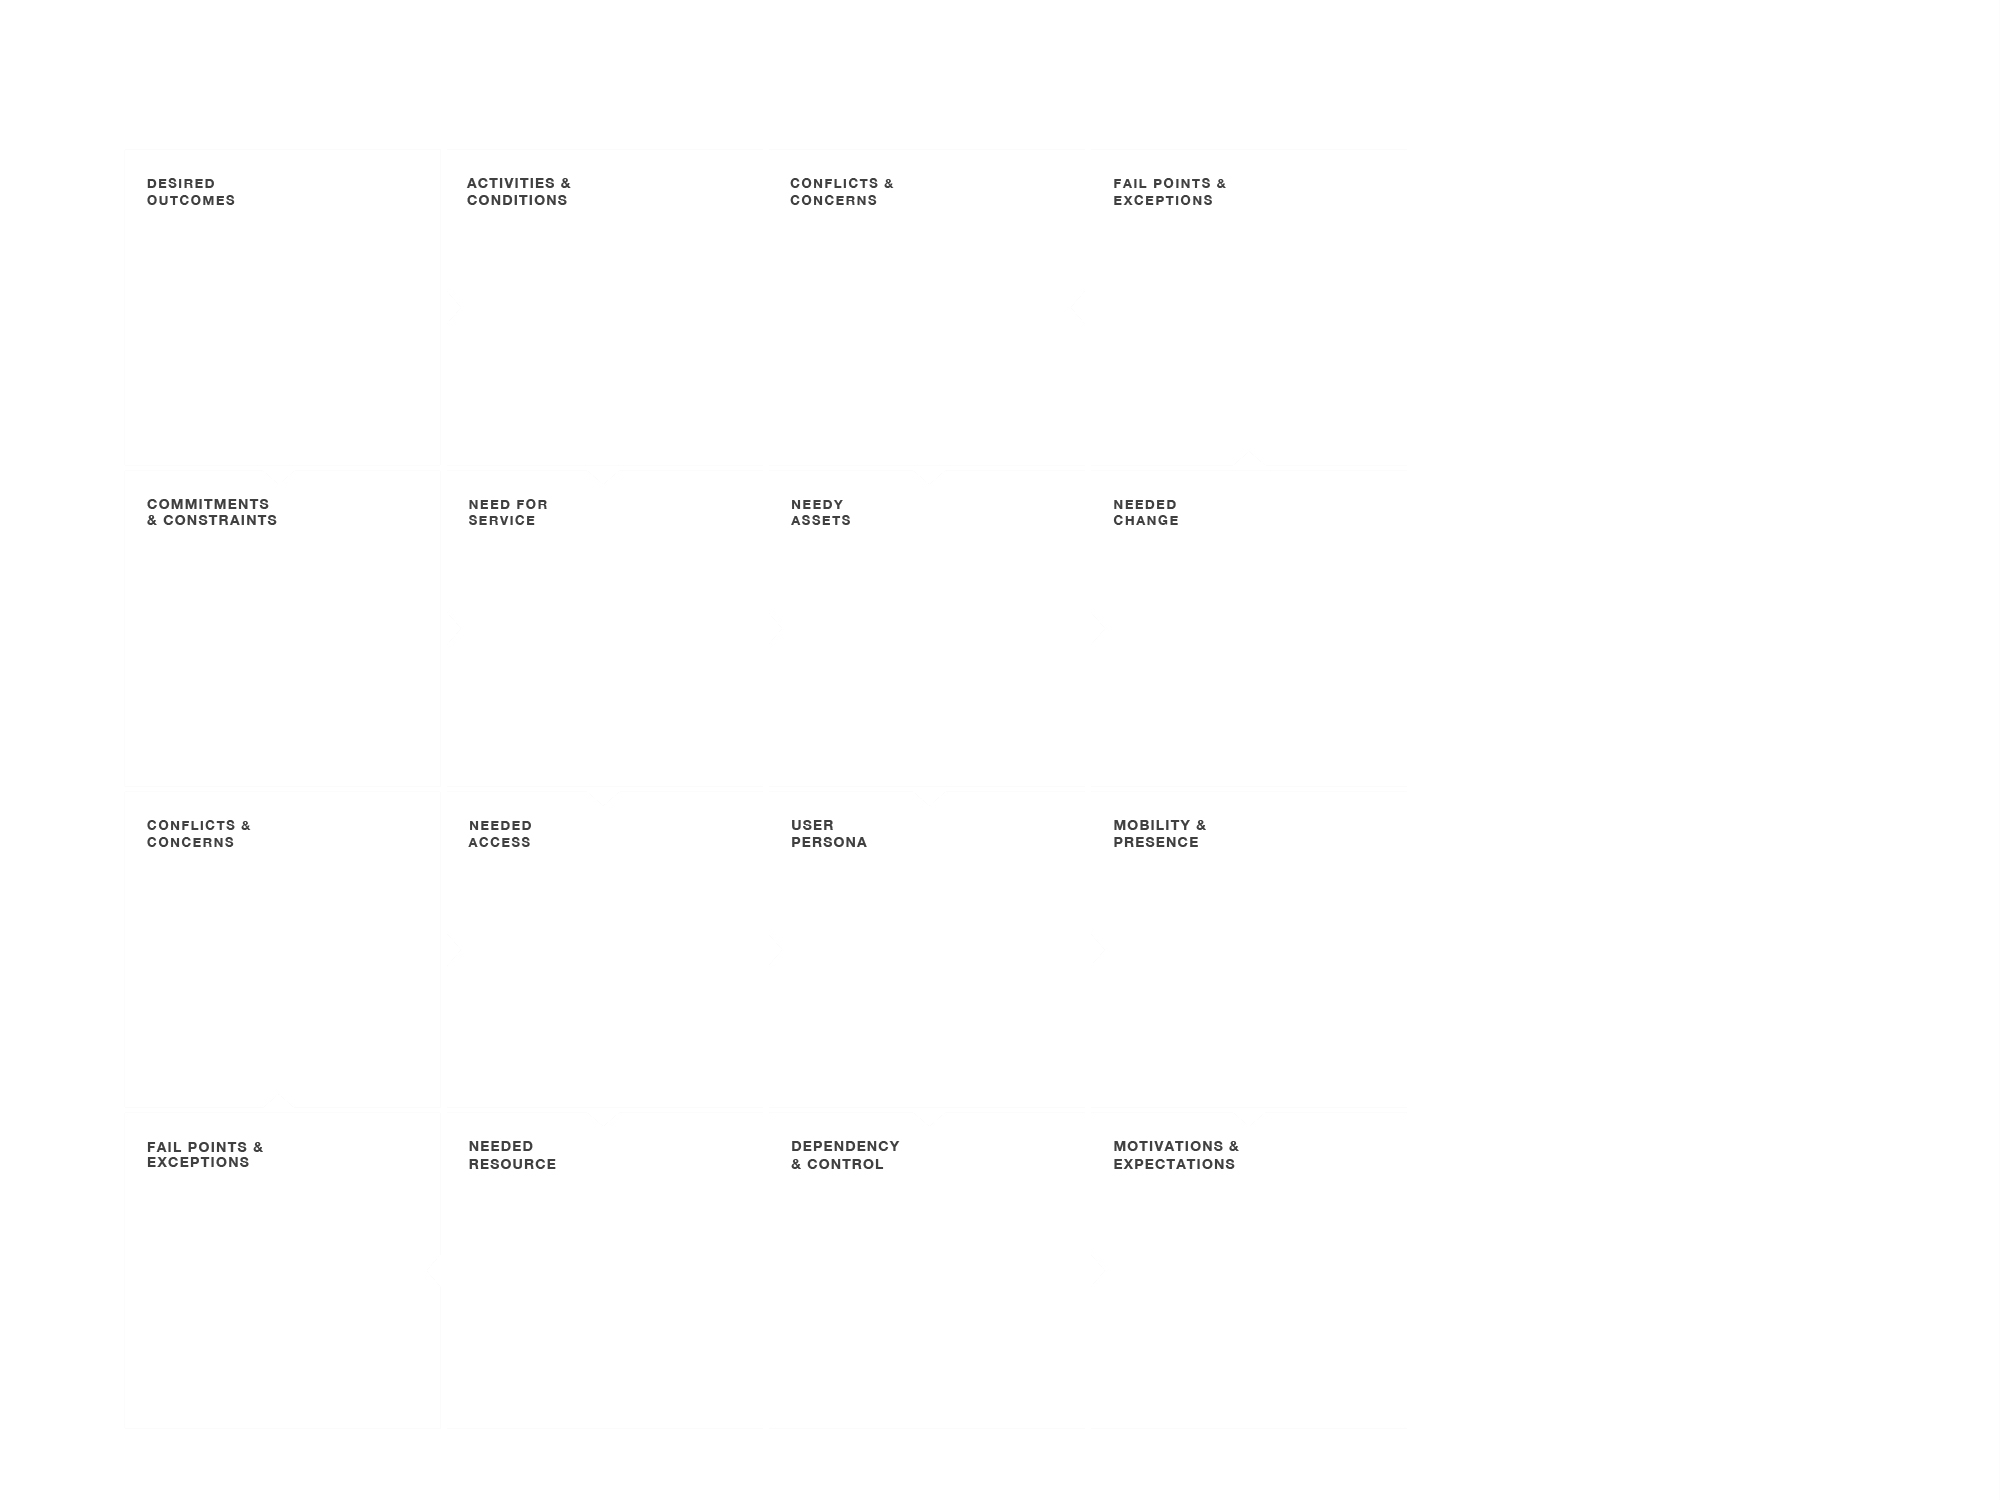 DESIRED
OUTCOMES
ACTIVITIES &
CONDITIONS
CONFLICTS &
CONCERNS
FAIL POINTS &
EXCEPTIONS
COMMITMENTS
& CONSTRAINTS
NEED FOR
SERVICE
NEEDY
ASSETS
NEEDED
CHANGE
CONFLICTS &
CONCERNS
NEEDED
ACCESS
USER
PERSONA
MOBILITY &
PRESENCE
FAIL POINTS &
EXCEPTIONS
NEEDED
RESOURCE
DEPENDENCY
& CONTROL
MOTIVATIONS &
EXPECTATIONS